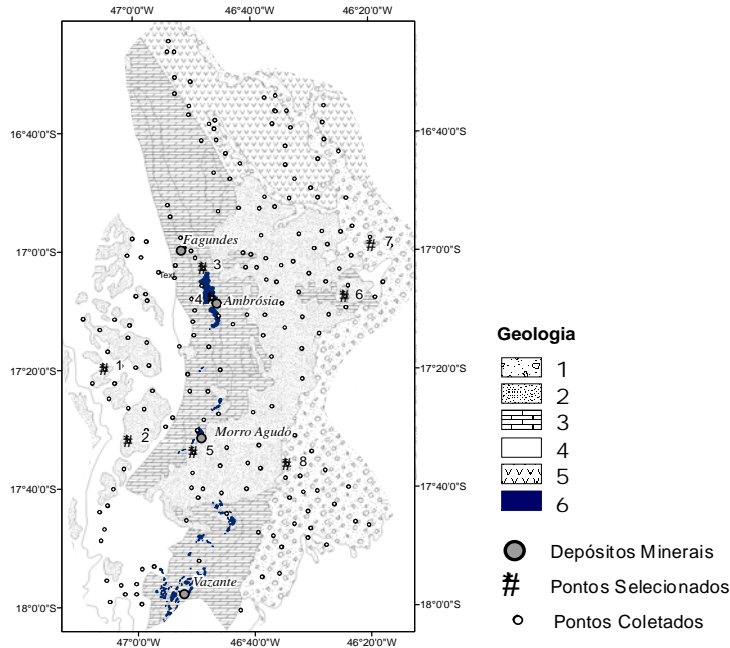 47°0'0"W 46°40'0"W 46°20'0"W
16°40'0"S 16°40'0"S
Fagundes
7
17°0'0"S 17°0'0"S
3
Text
6
4 Ambrósia
1
17°20'0"S 17°20'0"S
2
Morro Agudo
5
8
17°40'0"S 17°40'0"S
Vazante
18°0'0"S 18°0'0"S
47°0'0"W 46°40'0"W 46°20'0"W
Geologia
1
2
3
4
5
6
Depósitos Minerais
Pontos Selecionados
Pontos Coletados